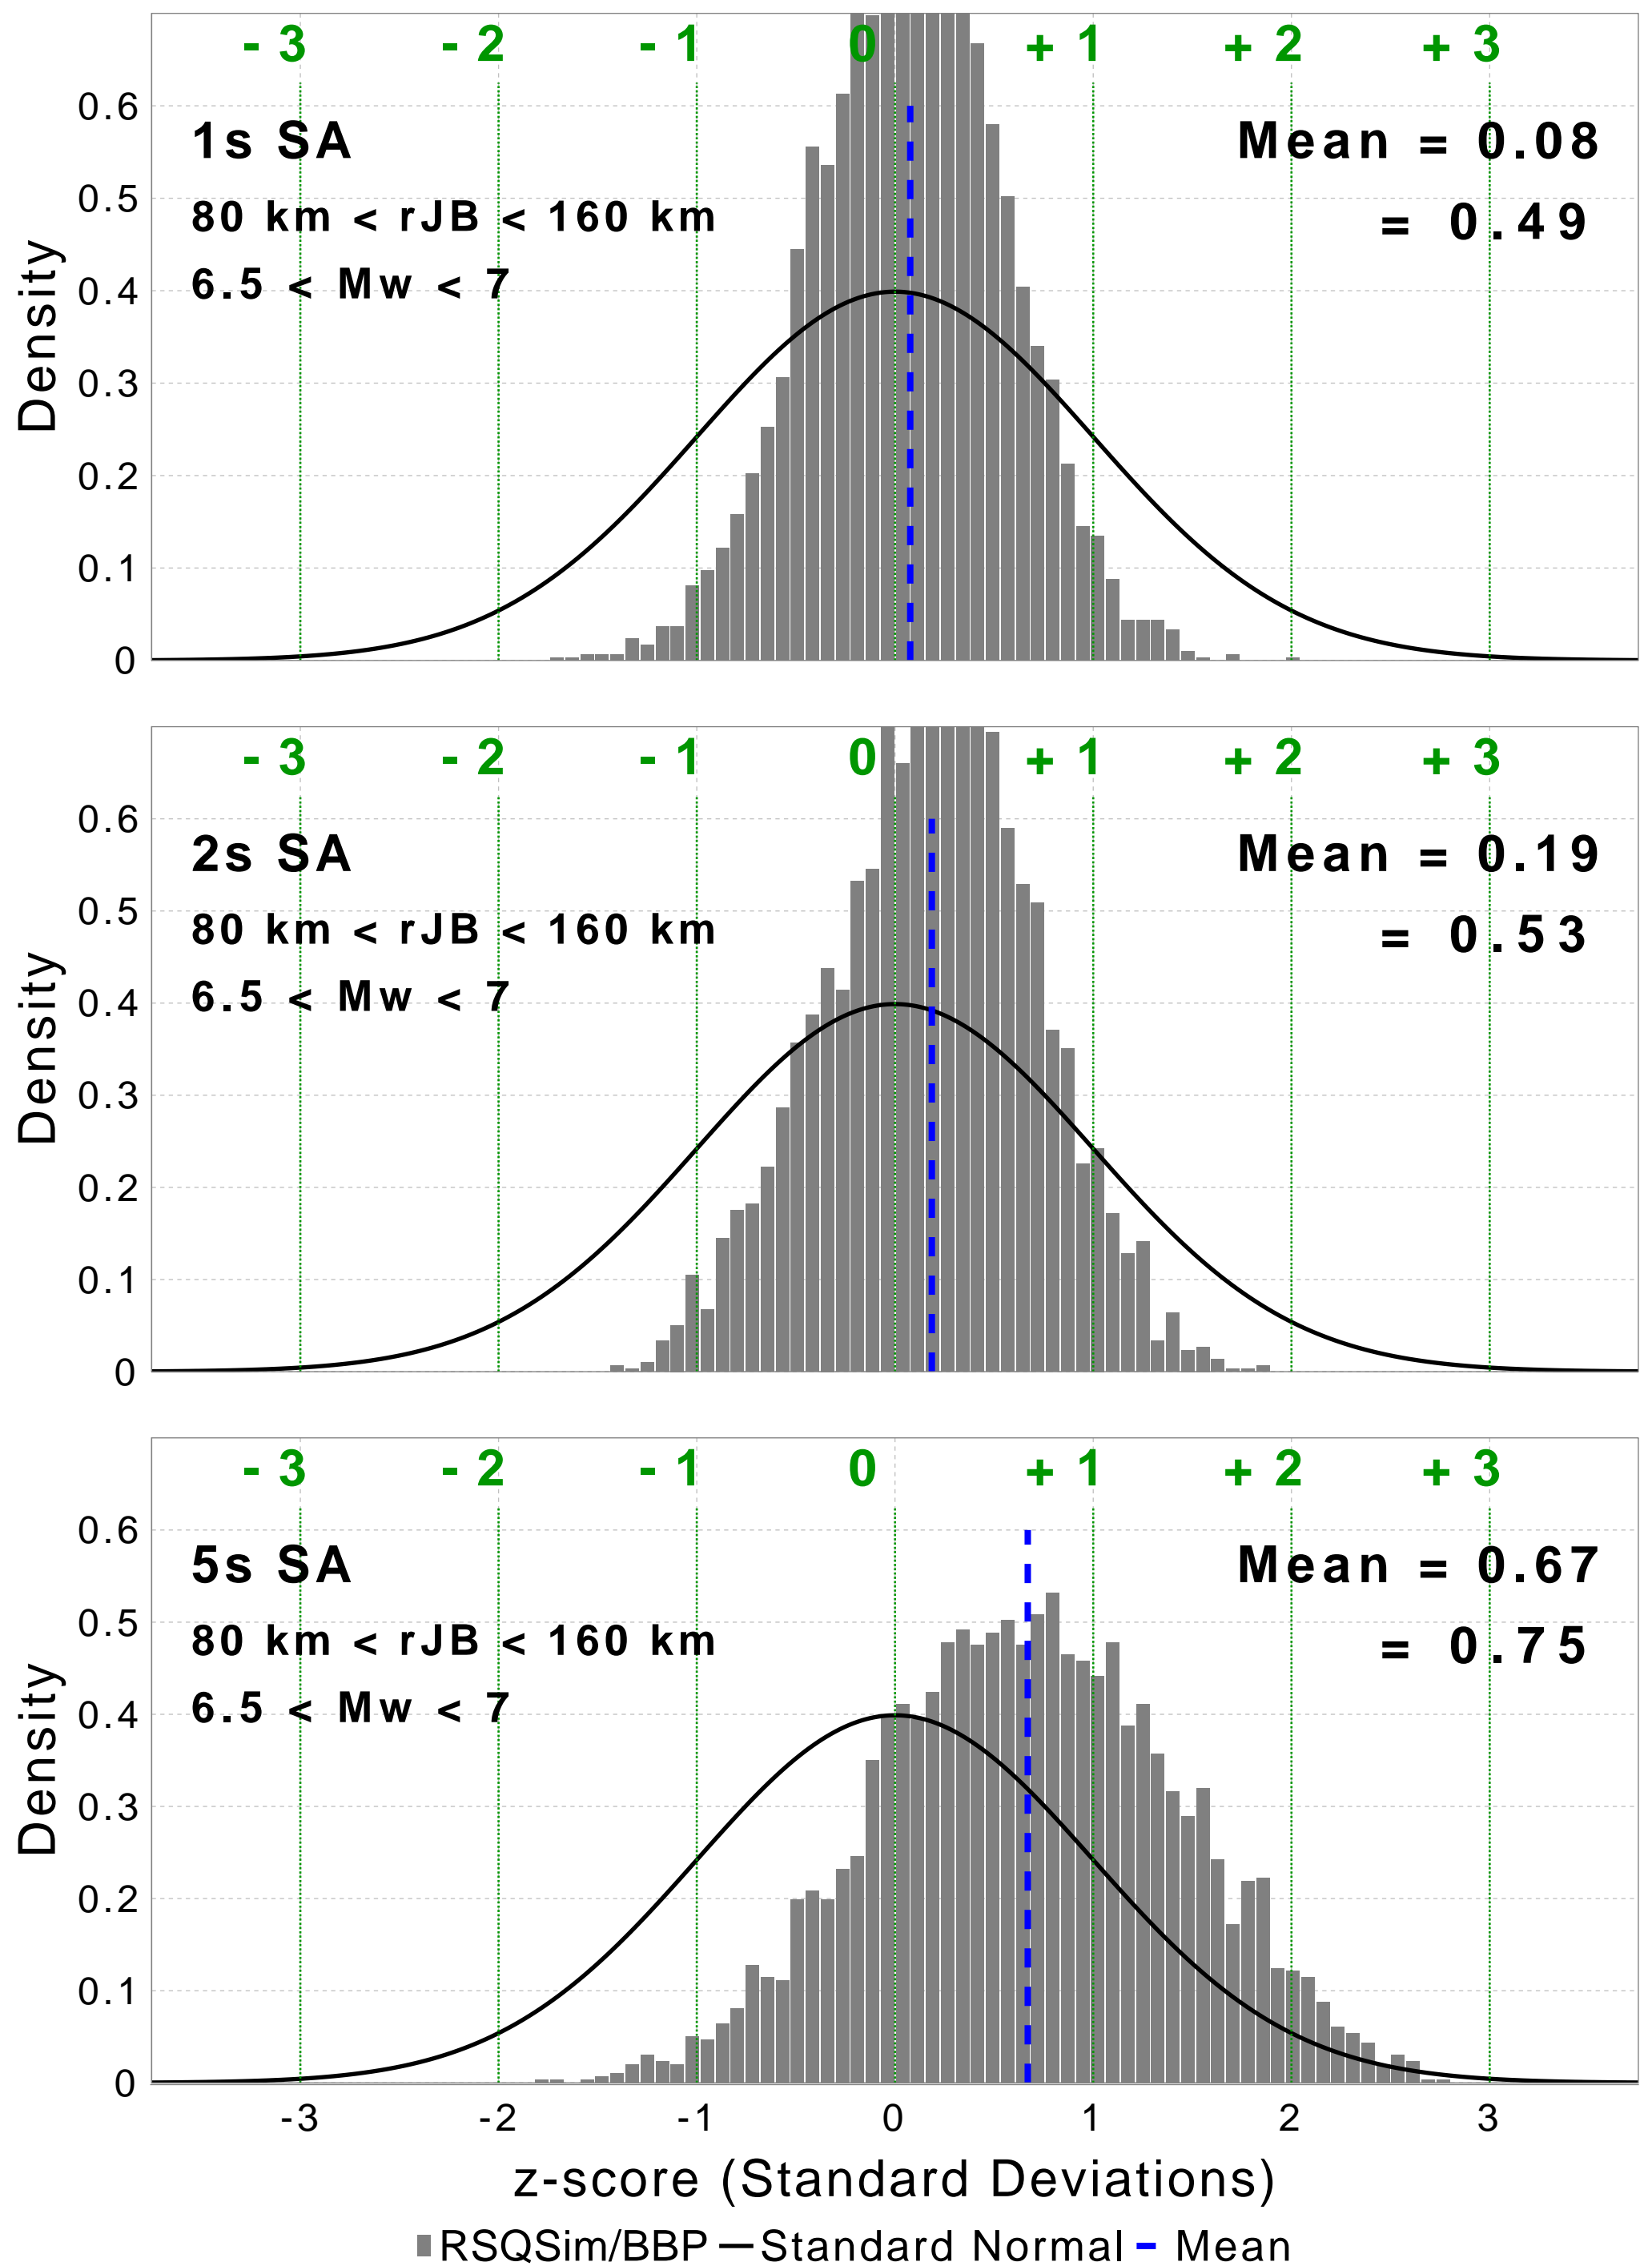 - 3 - 2 - 1 0 + 1 + 2 + 3
0.6
1s SA Mean = 0.08
0.5
80 km < rJB < 160 km = 0.49
6.5 < Mw < 7
0.4
Density
0.3
0.2
0.1
0
- 3 - 2 - 1 0 + 1 + 2 + 3
0.6
2s SA Mean = 0.19
0.5
80 km < rJB < 160 km = 0.53
6.5 < Mw < 7
0.4
Density
0.3
0.2
0.1
0
- 3 - 2 - 1 0 + 1 + 2 + 3
0.6
5s SA Mean = 0.67
0.5
80 km < rJB < 160 km = 0.75
6.5 < Mw < 7
0.4
Density
0.3
0.2
0.1
0
-3 -2 -1 0 1 2 3
z-score (Standard Deviations)
RSQSim/BBP Standard Normal Mean